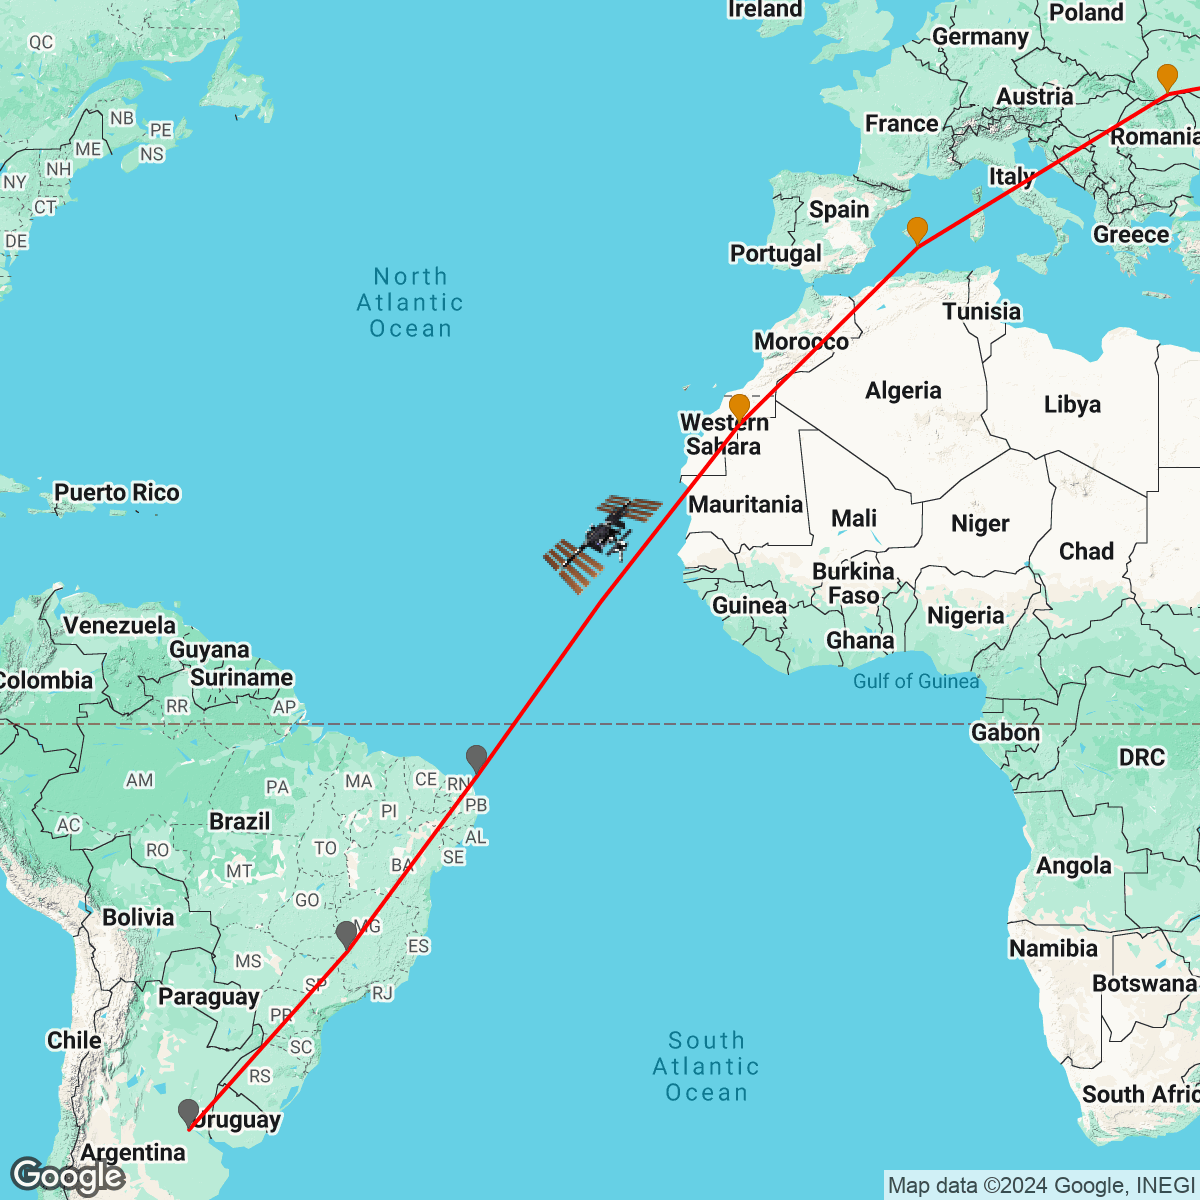 Ireland
Poland
QC
Germany
Austria
NB
France
PE
Romania
ME
NS
NH
Italy
NY
CT
Spain
Greece
DE
Portugal
North
Atlantic
Ocean
Tunisia
Morocco
Algeria
Libya
Western
Sahara
Puerto Rico
Mauritania
Mali
Niger
Chad
Burkina
Faso
Guinea
Nigeria
Venezuela
Ghana
Guyana
Colombia
Suriname
Gulf of Guinea
RR
AP
Gabon
DRC
AM
PA
MA
CE
RN
PB
PI
AC
Brazil
AL
RO
TO
SE
MT
BA
Angola
GO
Bolivia
MG
ES
Namibia
MS
SP
Botswana
Paraguay
RJ
PR
Chile
SC
South
Atlantic
Ocean
RS
South Afric
Uruguay
Argentina
Google
Map data ©2024 Google, INEGI